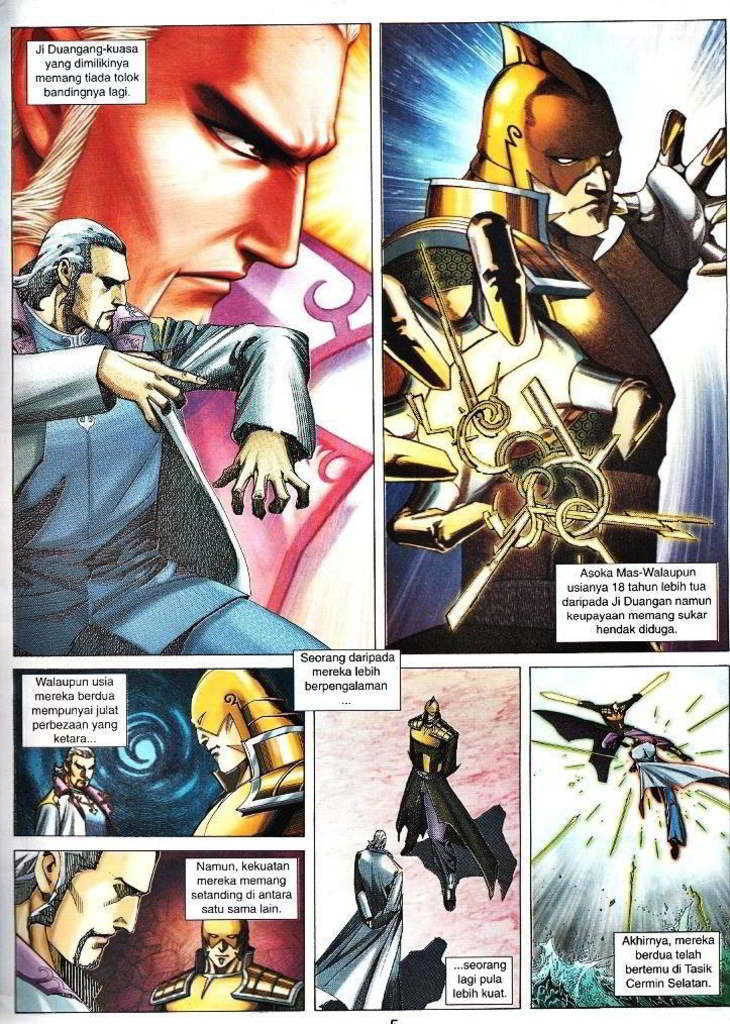 Ji Duangang-kuasa
yang dimilikinya
memang tiada tolok
bandingnya lagi.
Asoka Mas-Walaupun
usianya 18 tahun lebih tua
daripada Ji Duangan namun
keupayaan memang sukar
hendak diduga.
Walaupun usia
mereka berdua
mempunyai julat
perbezaan yang
ketara...
Namun, kekuatan
mereka memang
setanding di antara
satu sama lain.
Seorang daripada
mereka lebih
berpengalaman
...
...seorang
lagi pula
lebih kuat.
Akhirnya, mereka
berdua telah
bertemu di Tasik
Cermin Selatan.